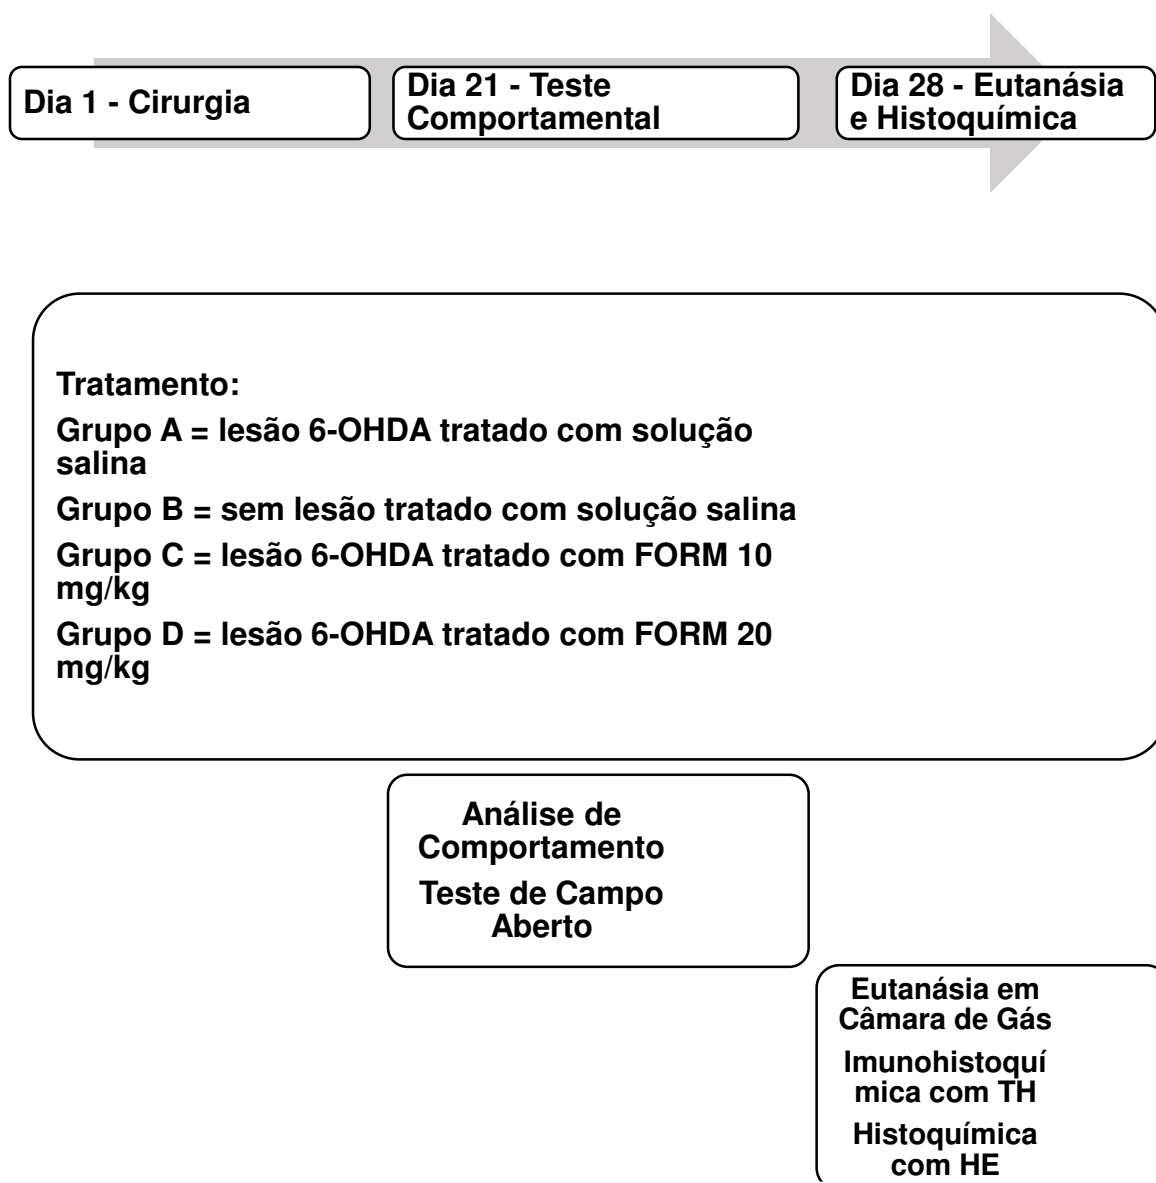 Dia 1 - Cirurgia
Dia 21 - Teste
Comportamental
Dia 28 - Eutanásia
e Histoquímica
Tratamento:
Grupo A = lesão 6-OHDA tratado com solução
salina
Grupo B = sem lesão tratado com solução salina
Grupo C = lesão 6-OHDA tratado com FORM 10
mg/kg
Grupo D = lesão 6-OHDA tratado com FORM 20
mg/kg
Análise de
Comportamento
Teste de Campo
Aberto
Eutanásia em
Câmara de Gás
Imunohistoquí
mica com TH
Histoquímica
com HE